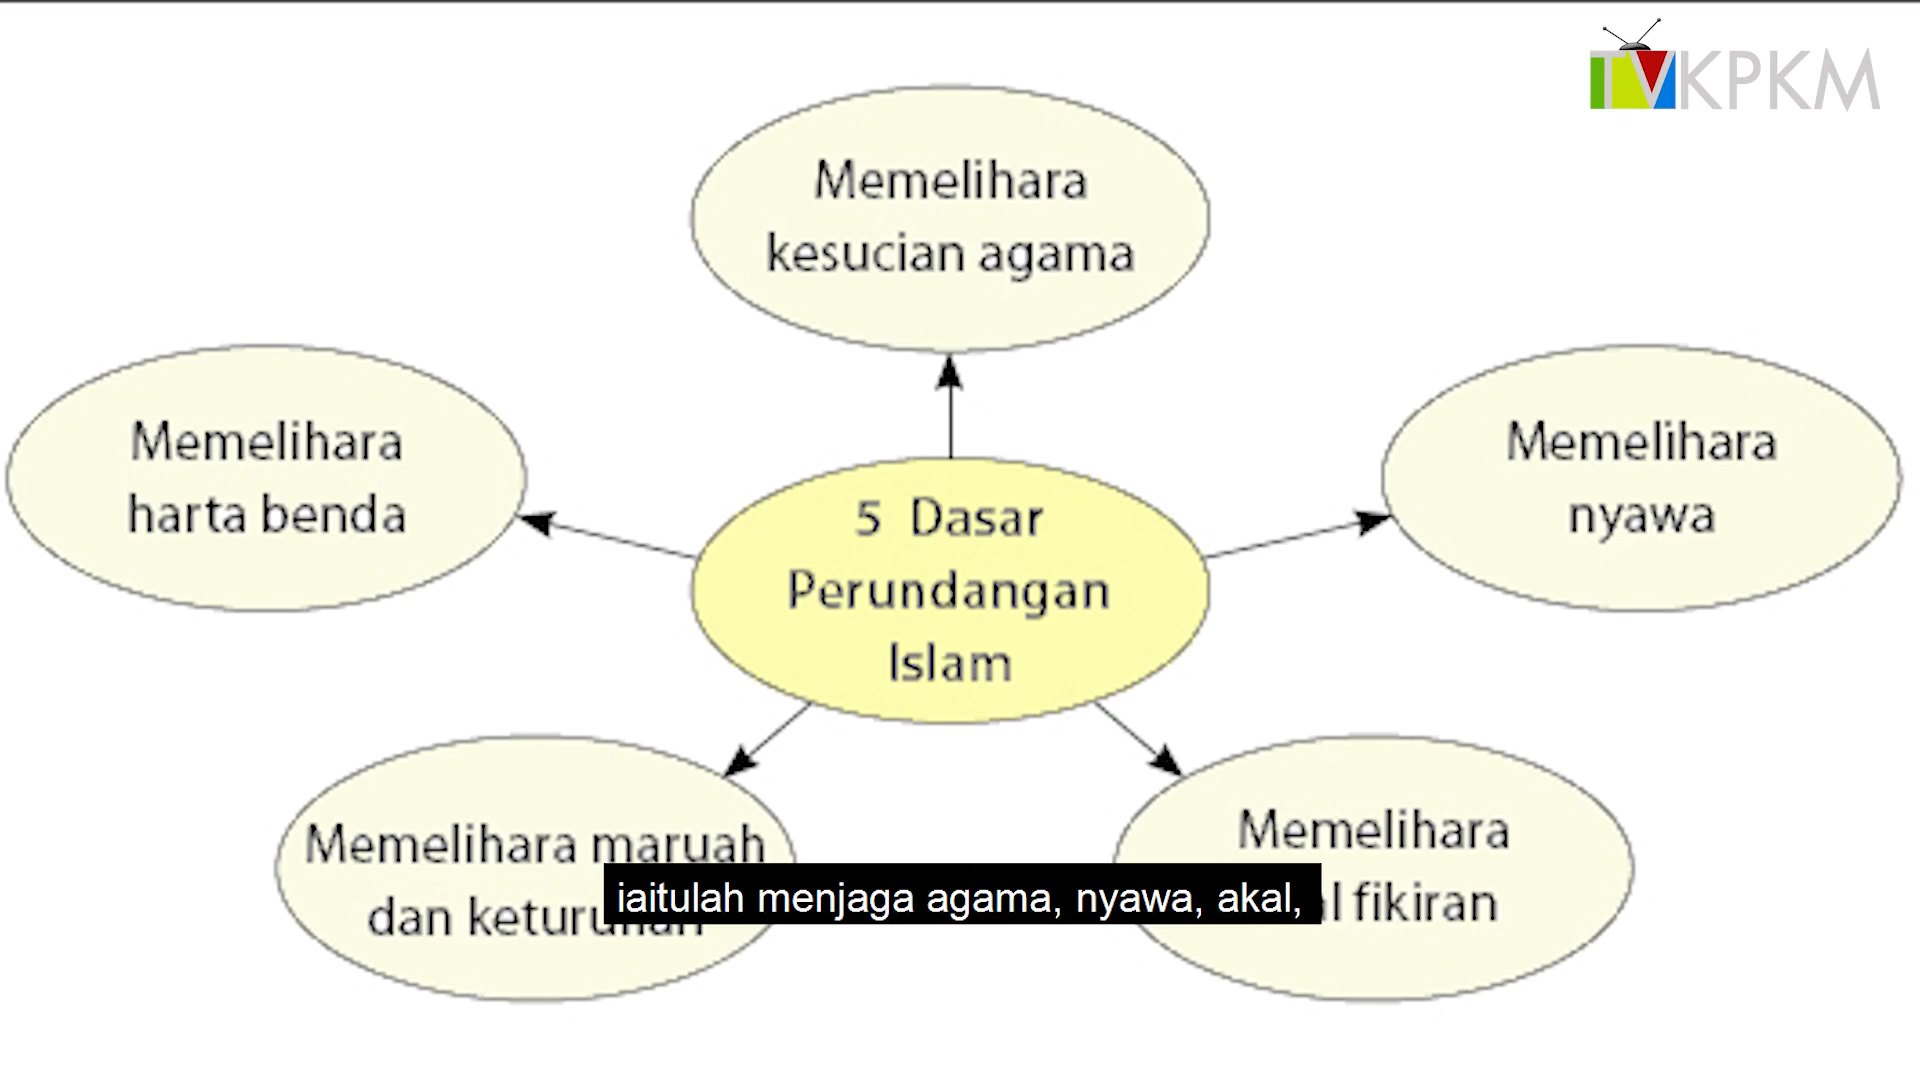 TVKPKM
Memelihara
kesucian agama
Memelihara
harta benda
Memelihara
nyawa
5 Dasar
Perundangan
Islam
Memelihara maruah
dan keturunan
Memelihara
fikiran
iaitulah menjaga agama, nyawa, akal,